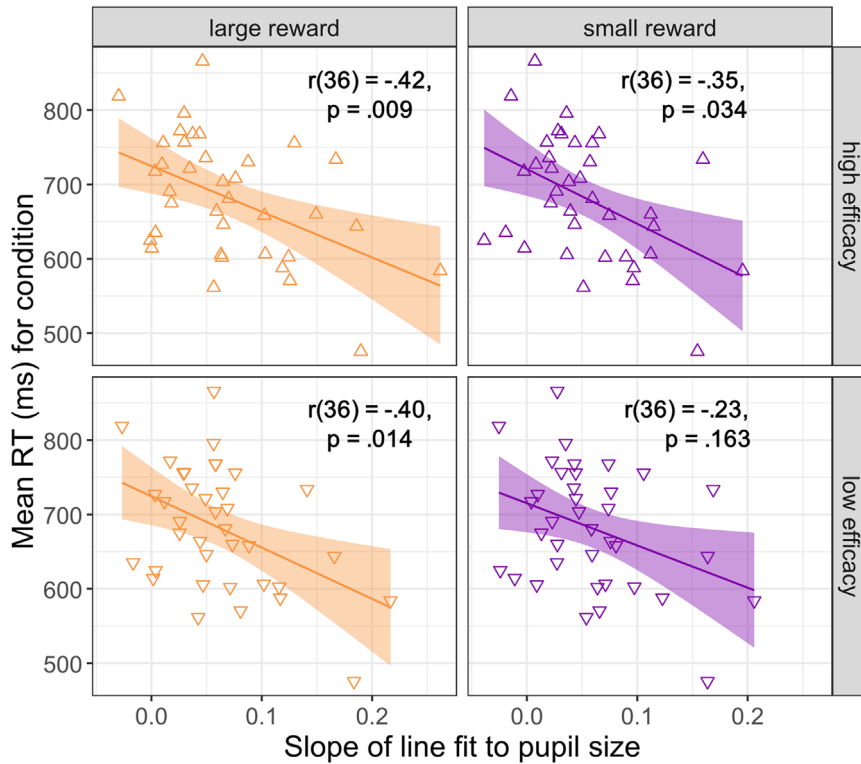 large reward
small reward
r(36) = -.42,
p = .009
r(36) = -.35,
p = .034
high efficacy
800
700
600
500
r(36) = -.40,
p = .014
r(36) = -.23,
p = .163
low efficacy
800
700
600
500
Mean RT (ms) for condition
0.0
0.1
0.2
0.0
0.1
0.2
Slope of line fit to pupil size